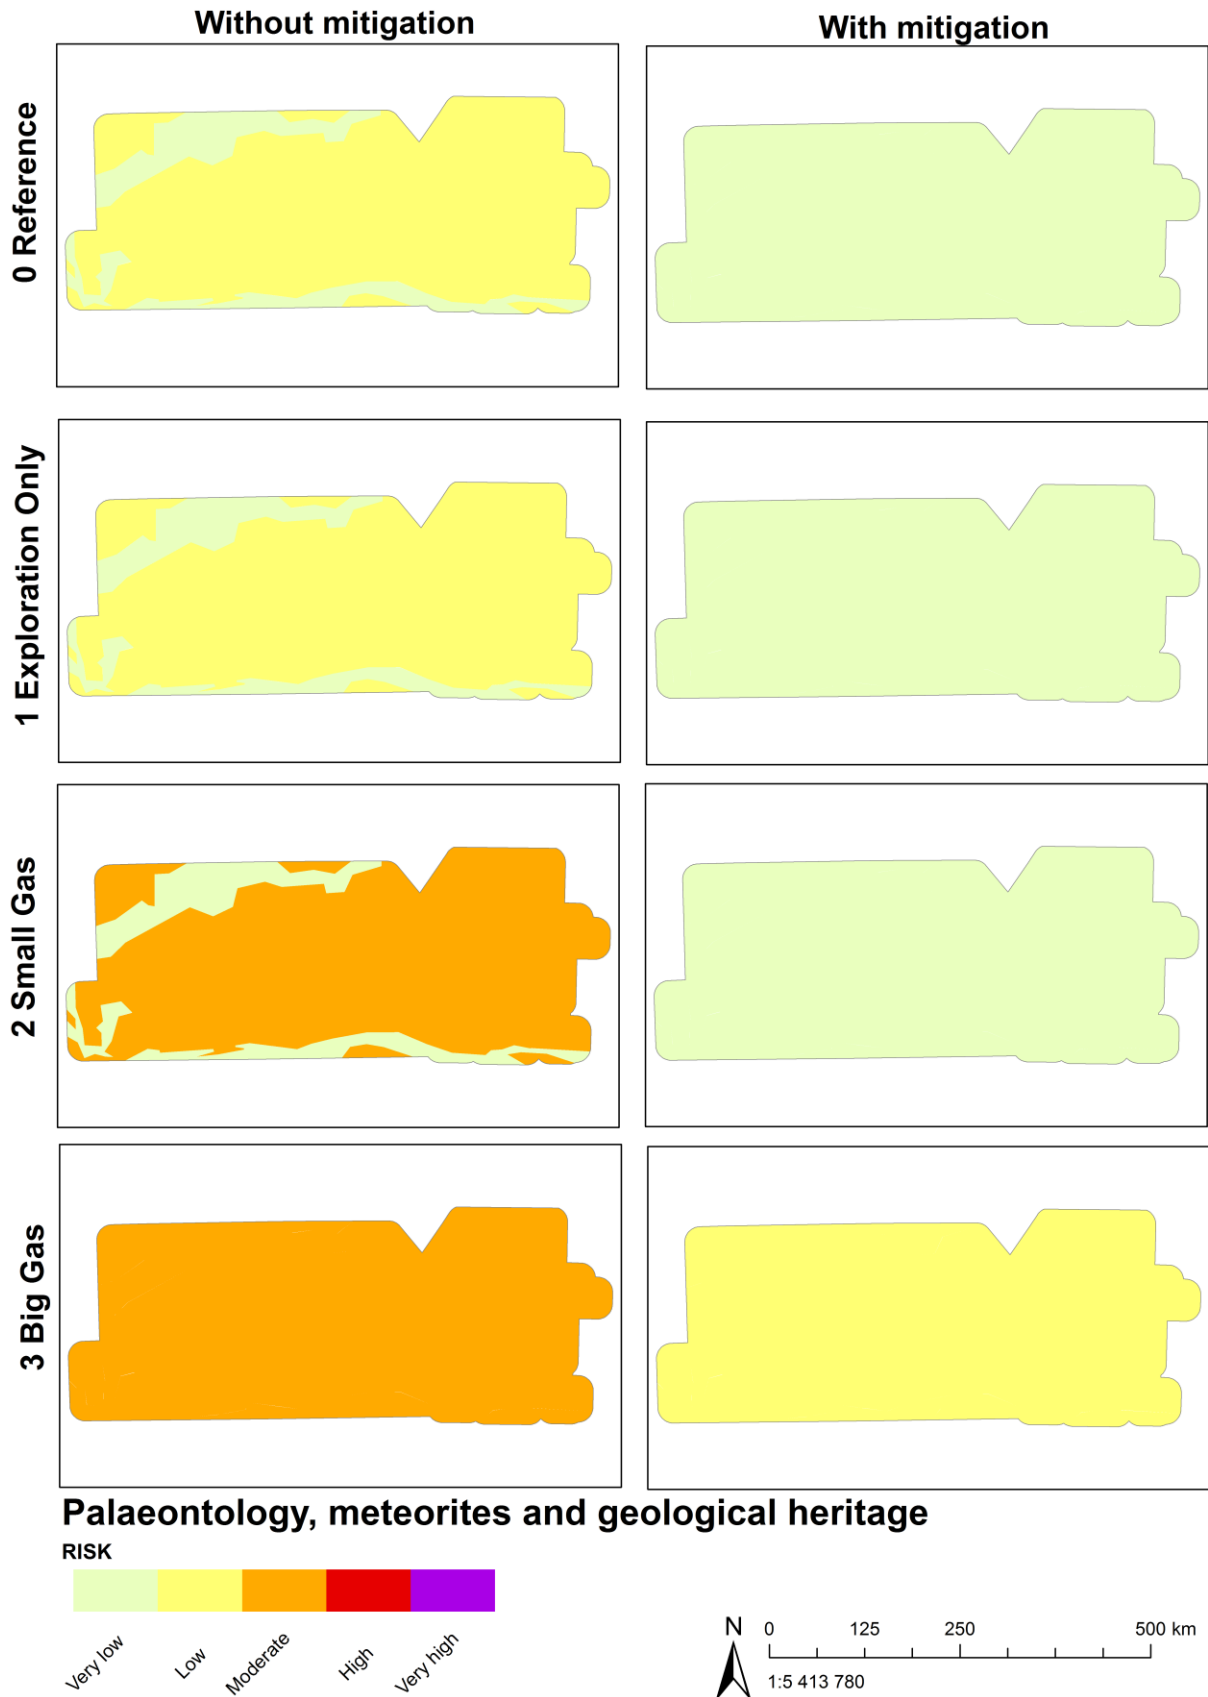 Without mitigation
With mitigation
0 Reference
1 Exploration Only
2 Small Gas
3 Big Gas
Palaeontology, meteorites and geological heritage
RISK
Very low
Low
Moderate
High
Very high
N
0 125 250 500 km
1:5 413 780